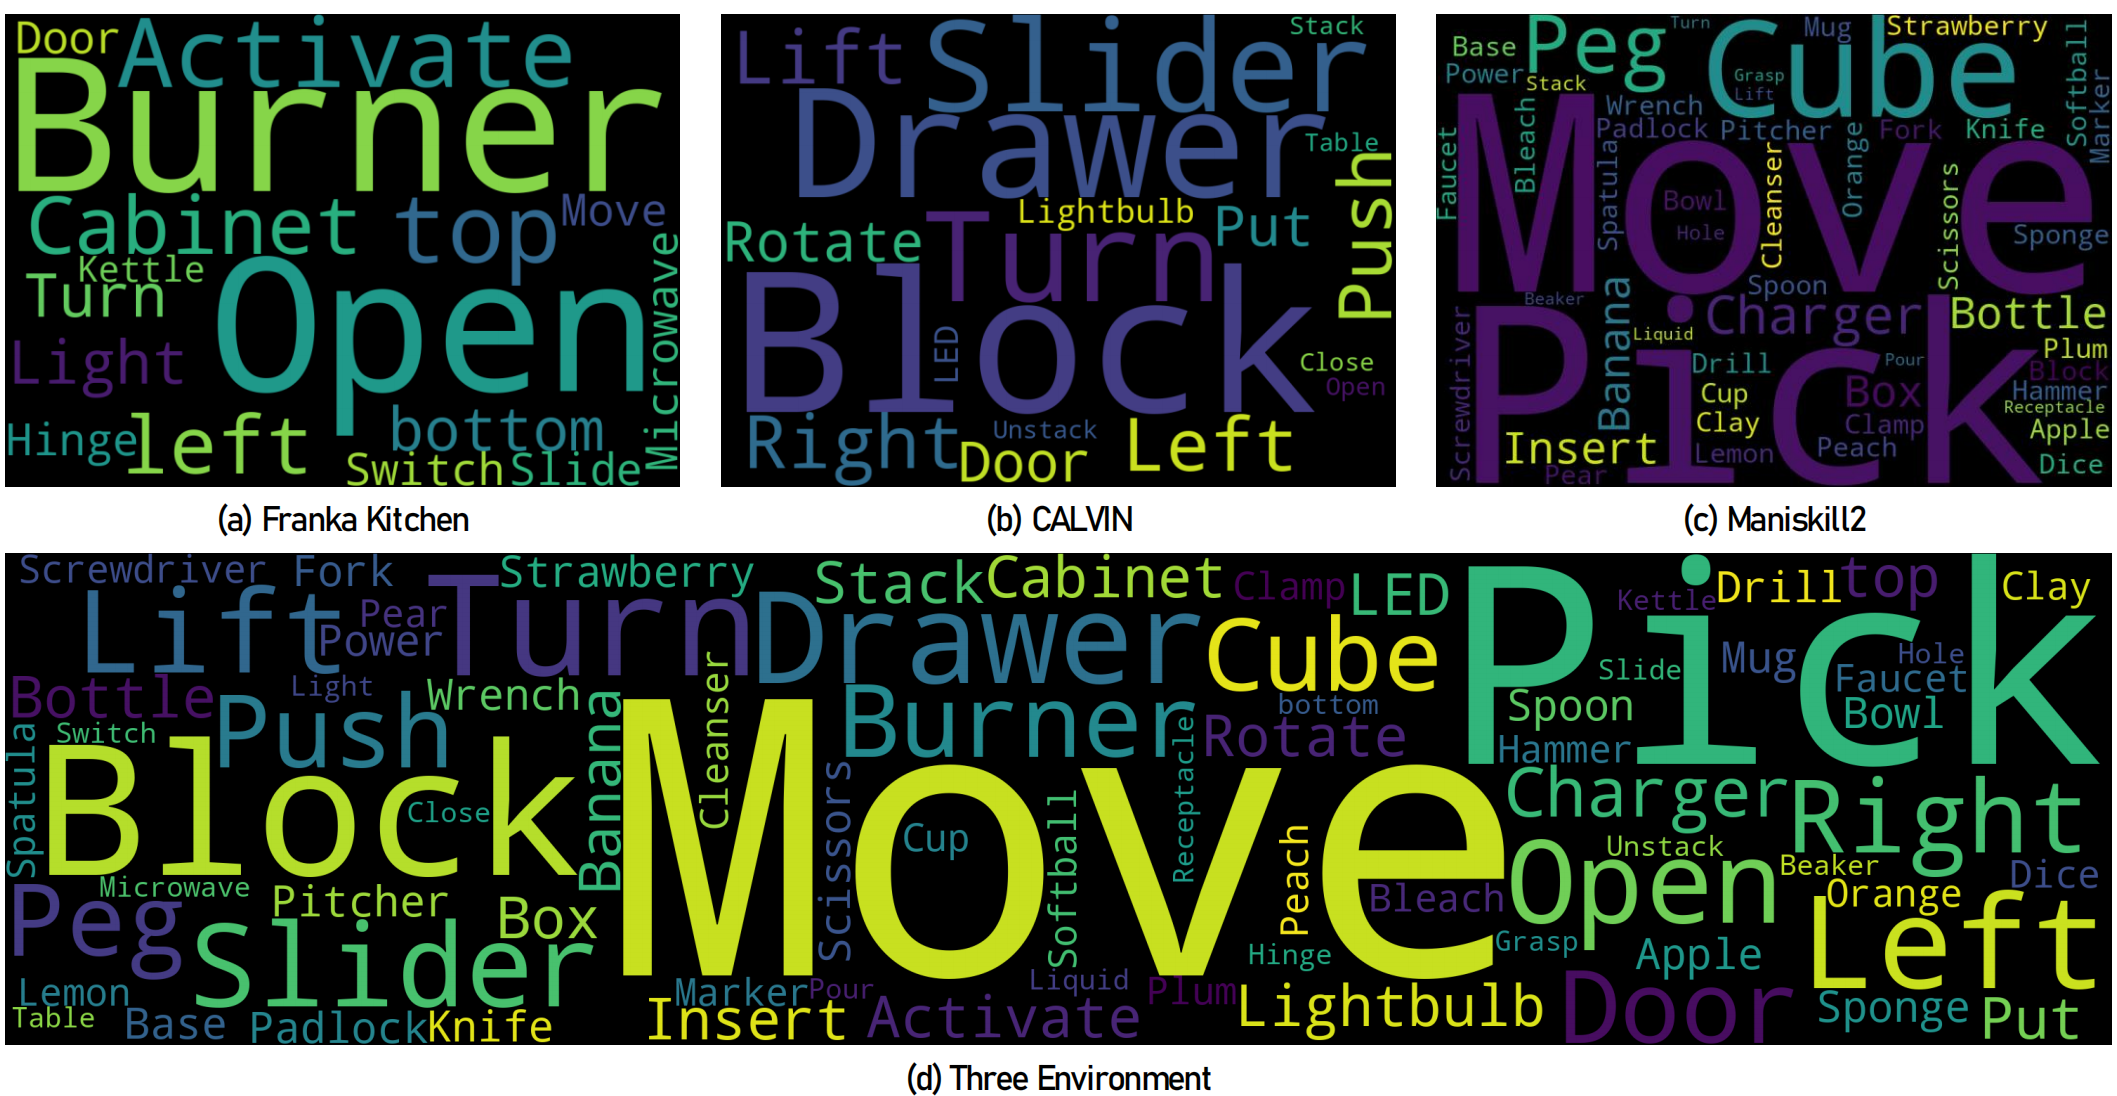 Door
Activate
Burner
Cabinet
top
Move
Kettle
Turn
Open
Microwave
Light
Hinge
left
bottom
Switch
Slide
(a) Franka Kitchen
Lift
Slider
Stack
Drawer
Table
Push
Lightbulb
Put
Rotate
Turn
Block
LED
Close
Open
Right
Unstack
Door
Left
(b) CALVIN
Base
Peg
Turn
Cube
Mug
Strawberry
Softball
Power
Stack
Grasp
Lift
Marker
Wrench
Bleach
Padlock
Pitcher
Orange
Fork
Knife
Faucet
Move
Spatula
Bowl
Hole
Cleanser
Scissors
Sponge
Spoon
Beaker
Banana
Charger
Bottle
Screwdriver
Liquid
Pick
Drill
Pour
Plum
Block
Cup
Box
Hammer
Clay
Clamp
Receptacle
Apple
Insert
Lemon
Peach
Pear
Dice
(c) Maniskill2
Screwdriver
Fork
Turn
Strawberry
Stack
Cabinet
Clamp
LED
Pick
Drill
top
Clay
Lift
Pear
Power
Drawer
Cube
Kettle
Mug
Hole
Slide
Faucet
Bottle
Light
Wrench
Cleanser
Burner
bottom
Spoon
Bowl
Push
Banana
Receptacle
Rotate
Hammer
Switch
Spatula
Block
Close
Move
Scissors
Cup
Softball
Peach
Charger
Right
Unstack
Open
Beaker
Dice
Microwave
Peg
Pitcher
Box
Bleach
Orange
Left
Slider
Hinge
Grasp
Apple
Lemon
Marker
Pour
Liquid
Plum
Lightbulb
Door
Sponge
Put
Table
Base
Padlock
Knife
Insert
Activate
(d) Three Environment